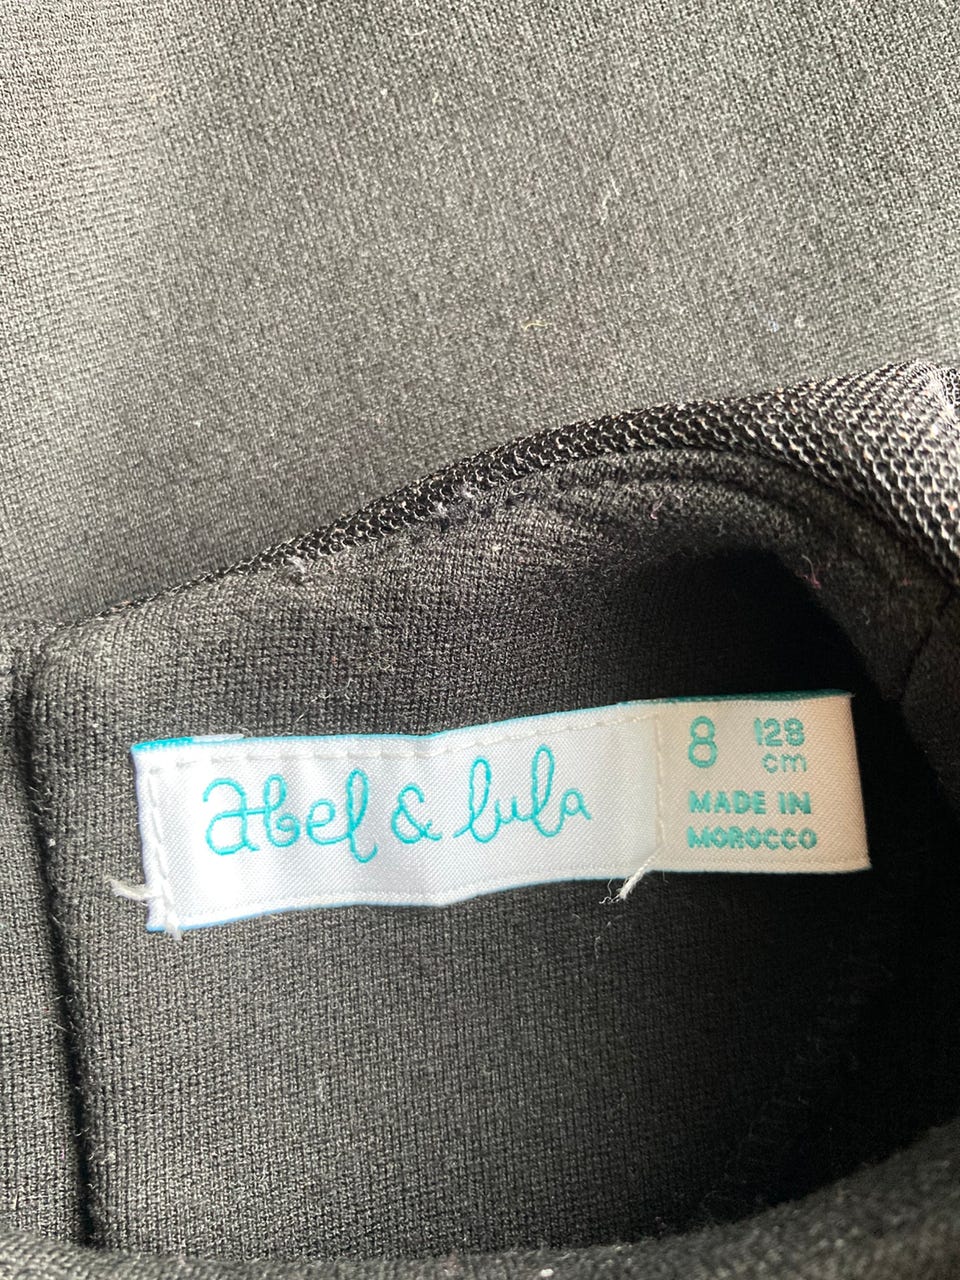 abel & lula
8 128
cm
MADE IN
MOROCCO